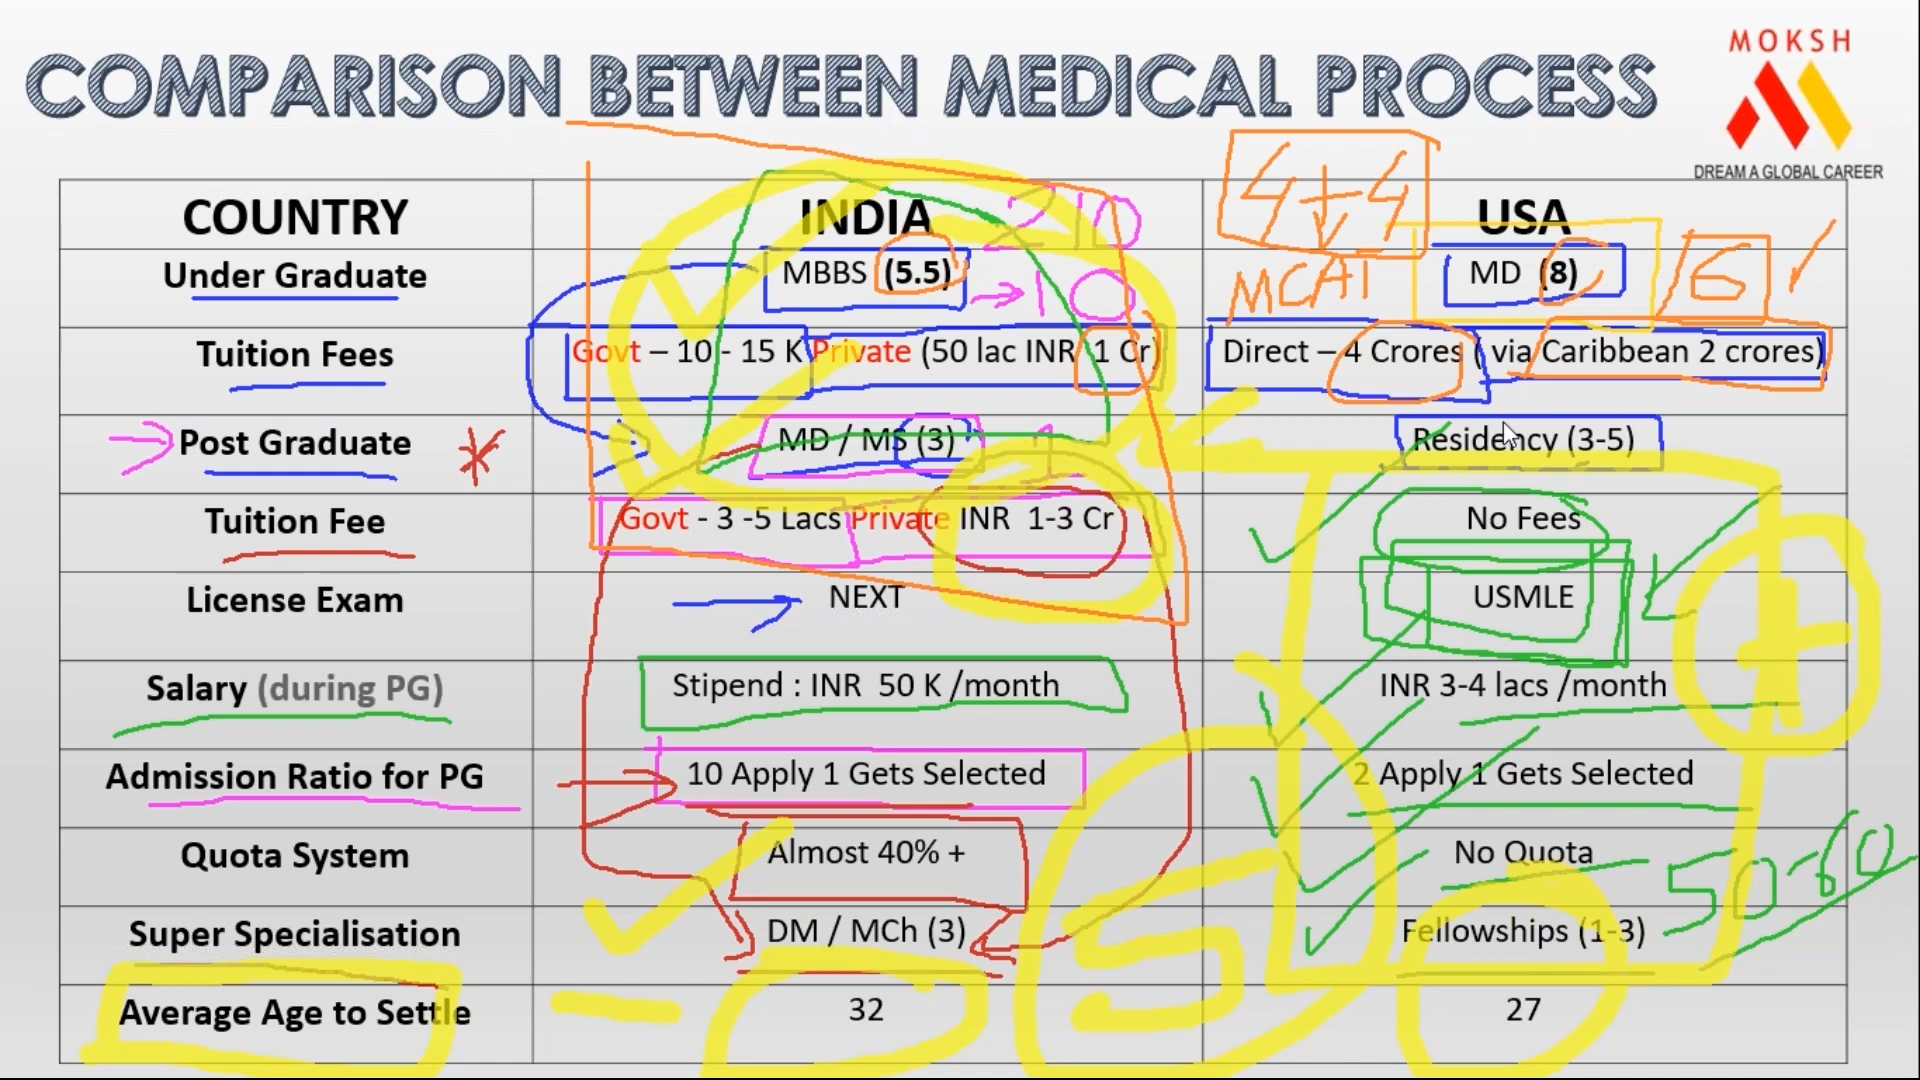 MOKSH
COMPARISON BETWEEN MEDICAL PROCESS
DREAM A GLOBAL CAREER
4+4
COUNTRY INDIA 210 USA
Under Graduate MBBS (5.5) 10 MCAT MD (8) 6
Tuition Fees Govt – 10 - 15 K Private (50 lac INR 1 Cr) Direct – 4 Crores ( via Caribbean 2 crores)
Post Graduate MD / MS (3) 1 Residency (3-5)
Tuition Fee Govt - 3 -5 Lacs Private INR 1-3 Cr No Fees
License Exam NEXT USMLE
Salary (during PG) Stipend : INR 50 K /month INR 3-4 lacs /month
Admission Ratio for PG 10 Apply 1 Gets Selected 2 Apply 1 Gets Selected
Quota System Almost 40% + No Quota 50-60
Super Specialisation DM / MCh (3) 5 Fellowships (1-3)
Average Age to Settle 32 27